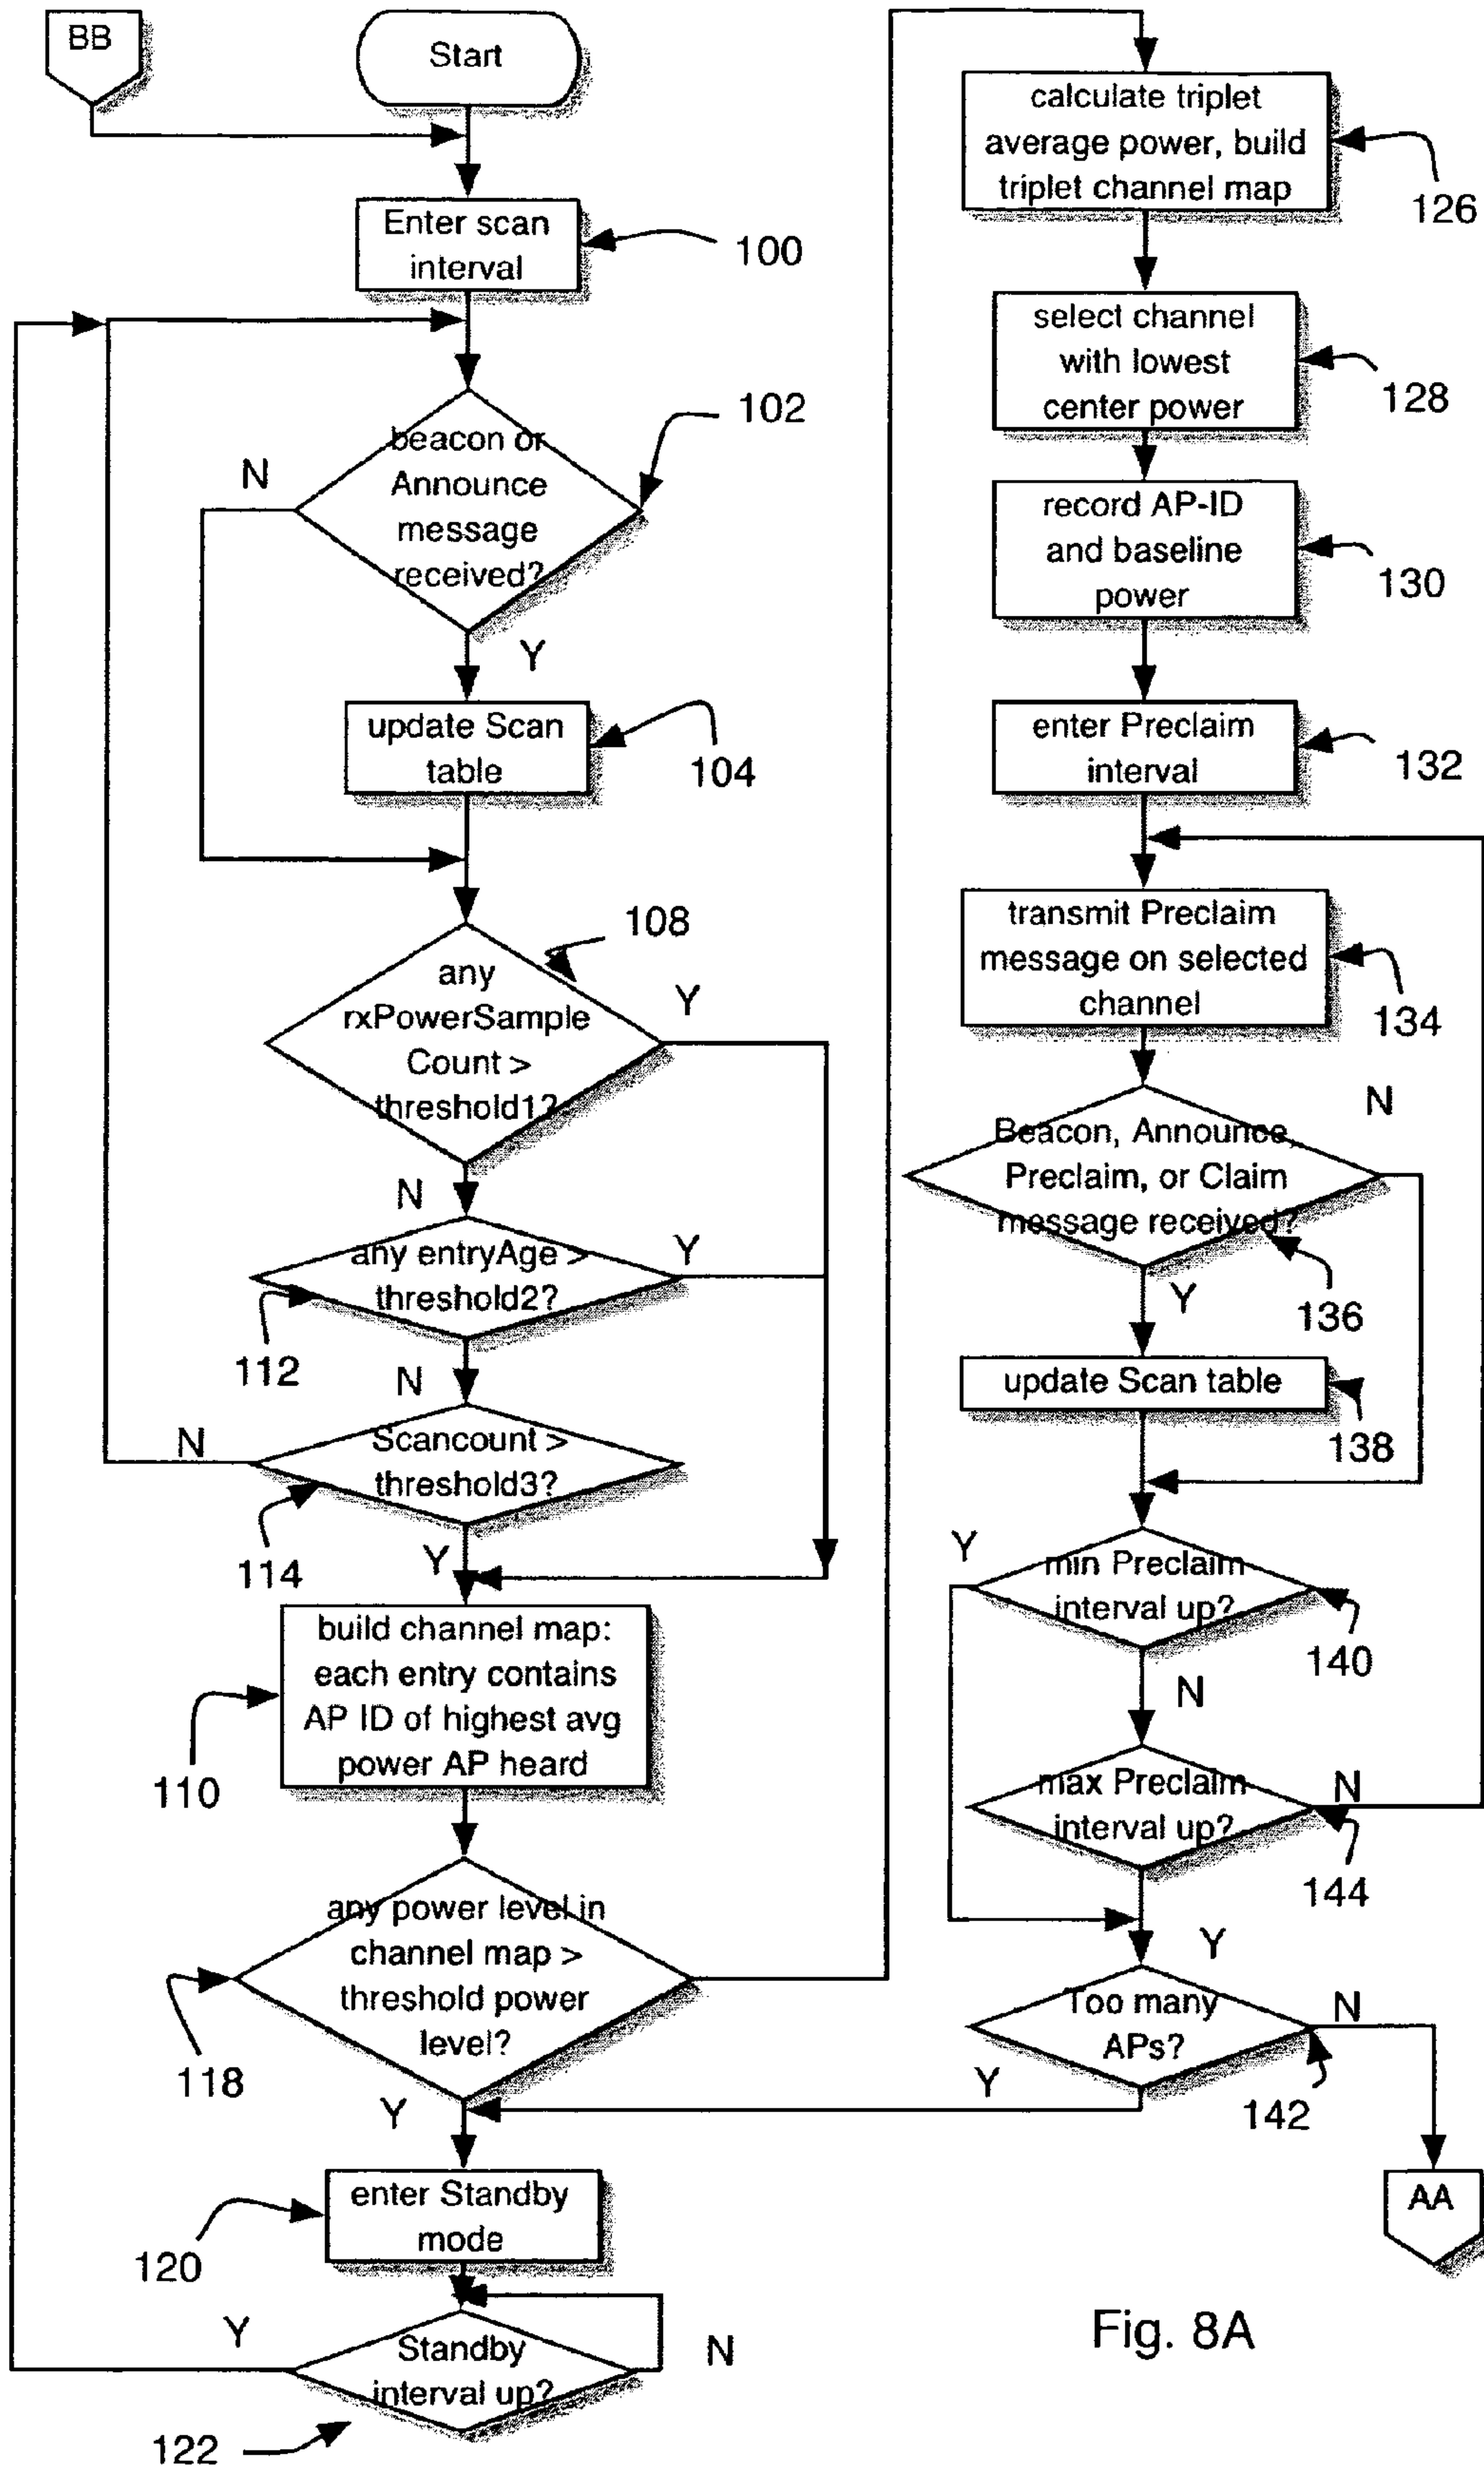 BB
Start
Enter scan
interval
100
beacon or
Announce
message
received?
102
N
Y
update Scan
table
104
any
rxPowerSample
Count >
threshold1?
108
Y
N
any entryAge >
threshold2?
Y
112
N
Scancount >
threshold3?
N
114
Y
build channel map:
each entry contains
AP ID of highest avg
power AP heard
110
any power level in
channel map >
threshold power
level?
118
Y
enter Standby
mode
120
Standby
interval up?
Y
N
122
calculate triplet
average power, build
triplet channel map
126
select channel
with lowest
center power
128
record AP-ID
and baseline
power
130
enter Preclaim
interval
132
transmit Preclaim
message on selected
channel
134
Beacon, Announce,
Preclaim, or Claim
message received?
N
136
Y
update Scan table
138
min Preclaim
interval up?
Y
140
N
max Preclaim
interval up?
N
144
Y
Too many
APs?
N
Y
142
AA
Fig. 8A